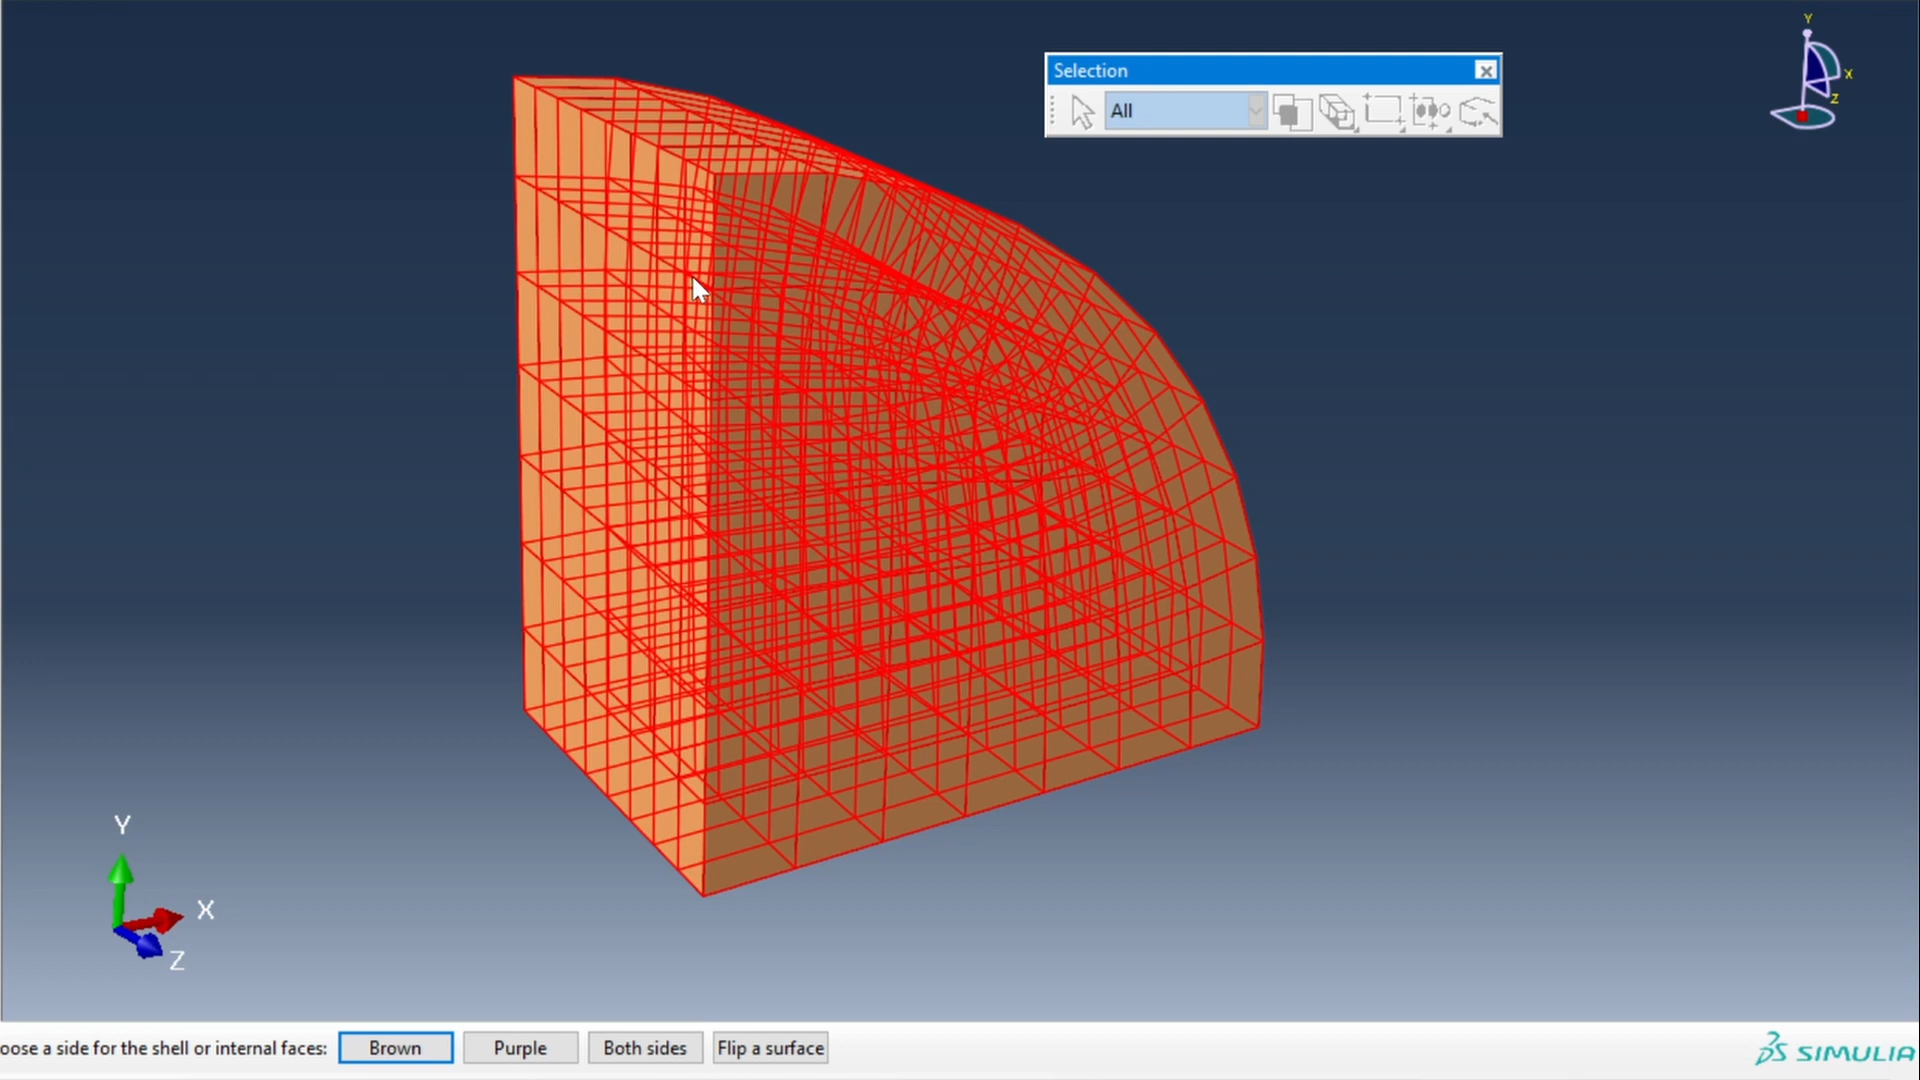 Y
X
Z
Selection
All
Y
X
Z
oose a side for the shell or internal faces: Brown Purple Both sides Flip a surface
SIMULIA